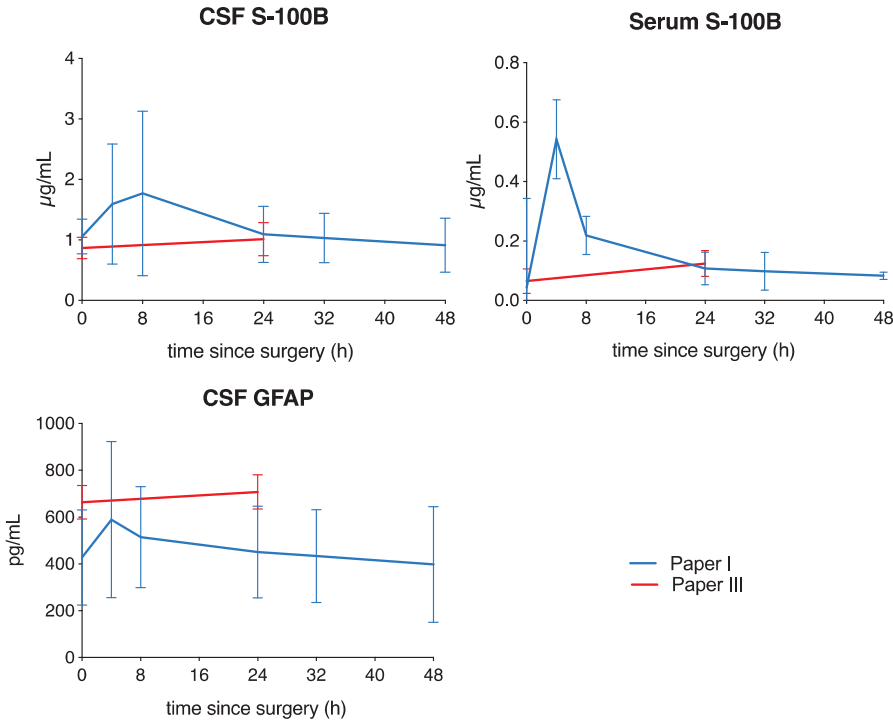 CSF S-100B
4
3
2
1
0
µg/mL
0 8 16 24 32 40 48
time since surgery (h)
Serum S-100B
0.8
0.6
0.4
0.2
0.0
µg/mL
0 8 16 24 32 40 48
time since surgery (h)
CSF GFAP
1000
800
600
400
200
0
pg/mL
0 8 16 24 32 40 48
time since surgery (h)
Paper I
Paper III